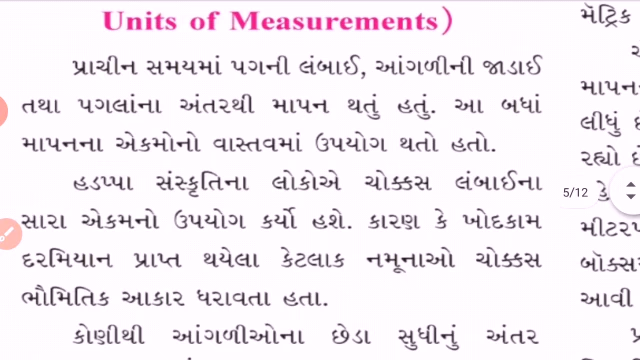 Units of Measurements)
પ્રાચીન સમયમાં પગની લંબાઈ, આંગળીની જાડાઈ
તથા પગલાંના અંતરથી માપન થતું હતું. આ બધાં
માપનના એકમોનો વાસ્તવમાં ઉપયોગ થતો હતો.
હડપ્પા સંસ્કૃતિના લોકોએ ચોક્કસ લંબાઈના
સારા એકમનો ઉપયોગ કર્યો હશે. કારણ કે ખોદકામ
દરમિયાન પ્રાપ્ત થયેલા કેટલાક નમૂનાઓ ચોક્કસ
ભૌમિતિક આકાર ધરાવતા હતા.
કોણીથી આંગળીઓના છેડા સુધીનું અંતર
મૅટ્રિક
માપન
લીધું
રહ્યો
5/12
કે
મીટર
બૉક્સ
આવી